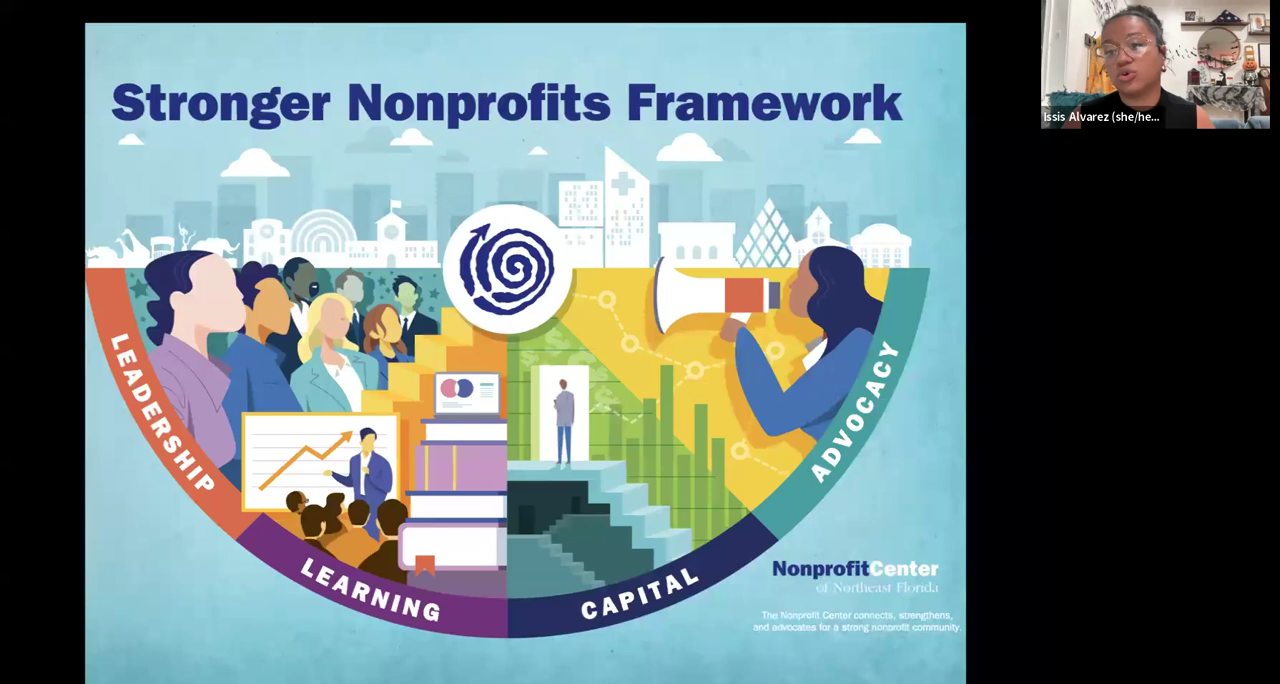 Stronger Nonprofits Framework
Issis Alvarez (she/he...
LEADERSHIP
LEARNING
CAPITAL
ADVOCACY
NonprofitCenter
of Northeast Florida
The Nonprofit Center connects, strengthens,
and advocates for a strong nonprofit community.